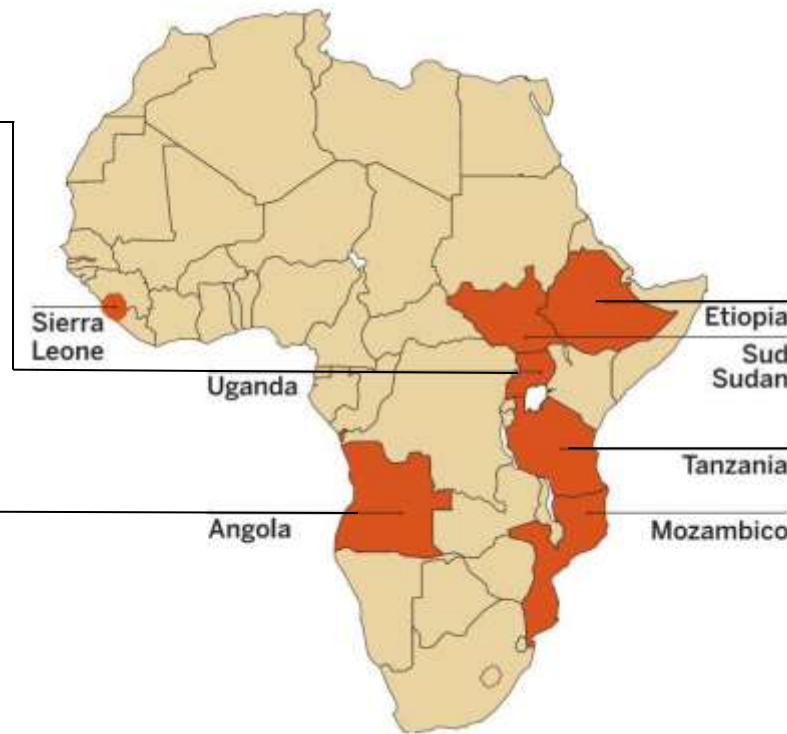 Sierra
Leone
Etiopia
Sud
Sudan
Uganda
Tanzania
Angola
Mozambico